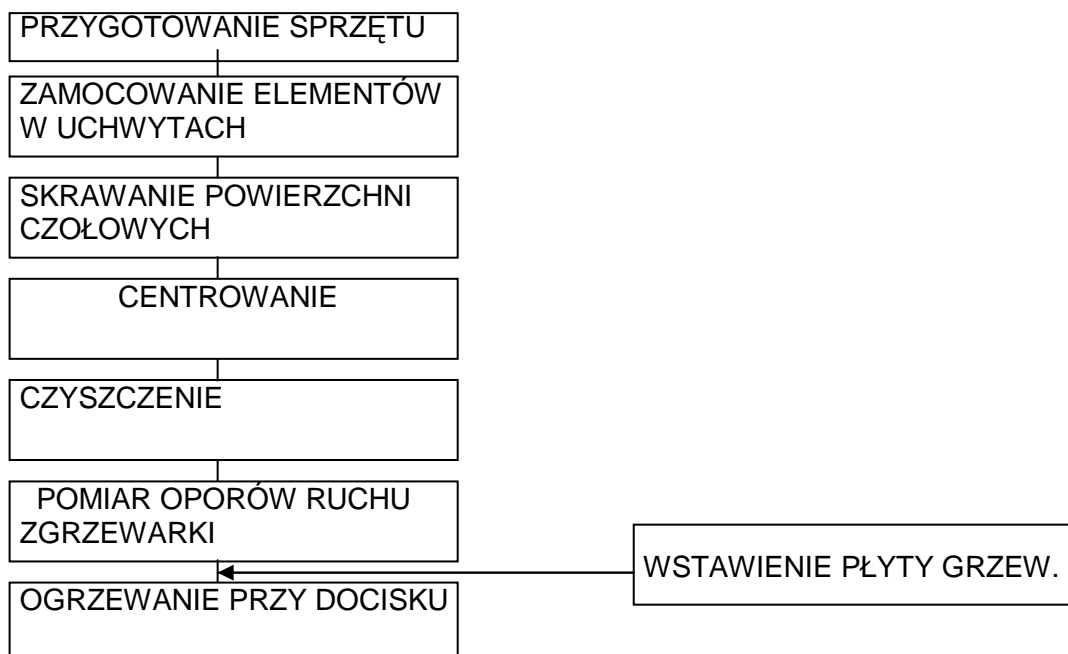 PRZYGOTOWANIE SPRZĘTU
ZAMOCOWANIE ELEMENTÓW
W UCHWYTACH
SKRAWANIE POWIERZCHNI
CZOŁOWYCH
CENTROWANIE
CZYSZCZENIE
POMIAR OPORÓW RUCHU
ZGRZEWARKI
WSTAWIENIE PŁYTY GRZEW.
OGRZEWANIE PRZY DOCISKU